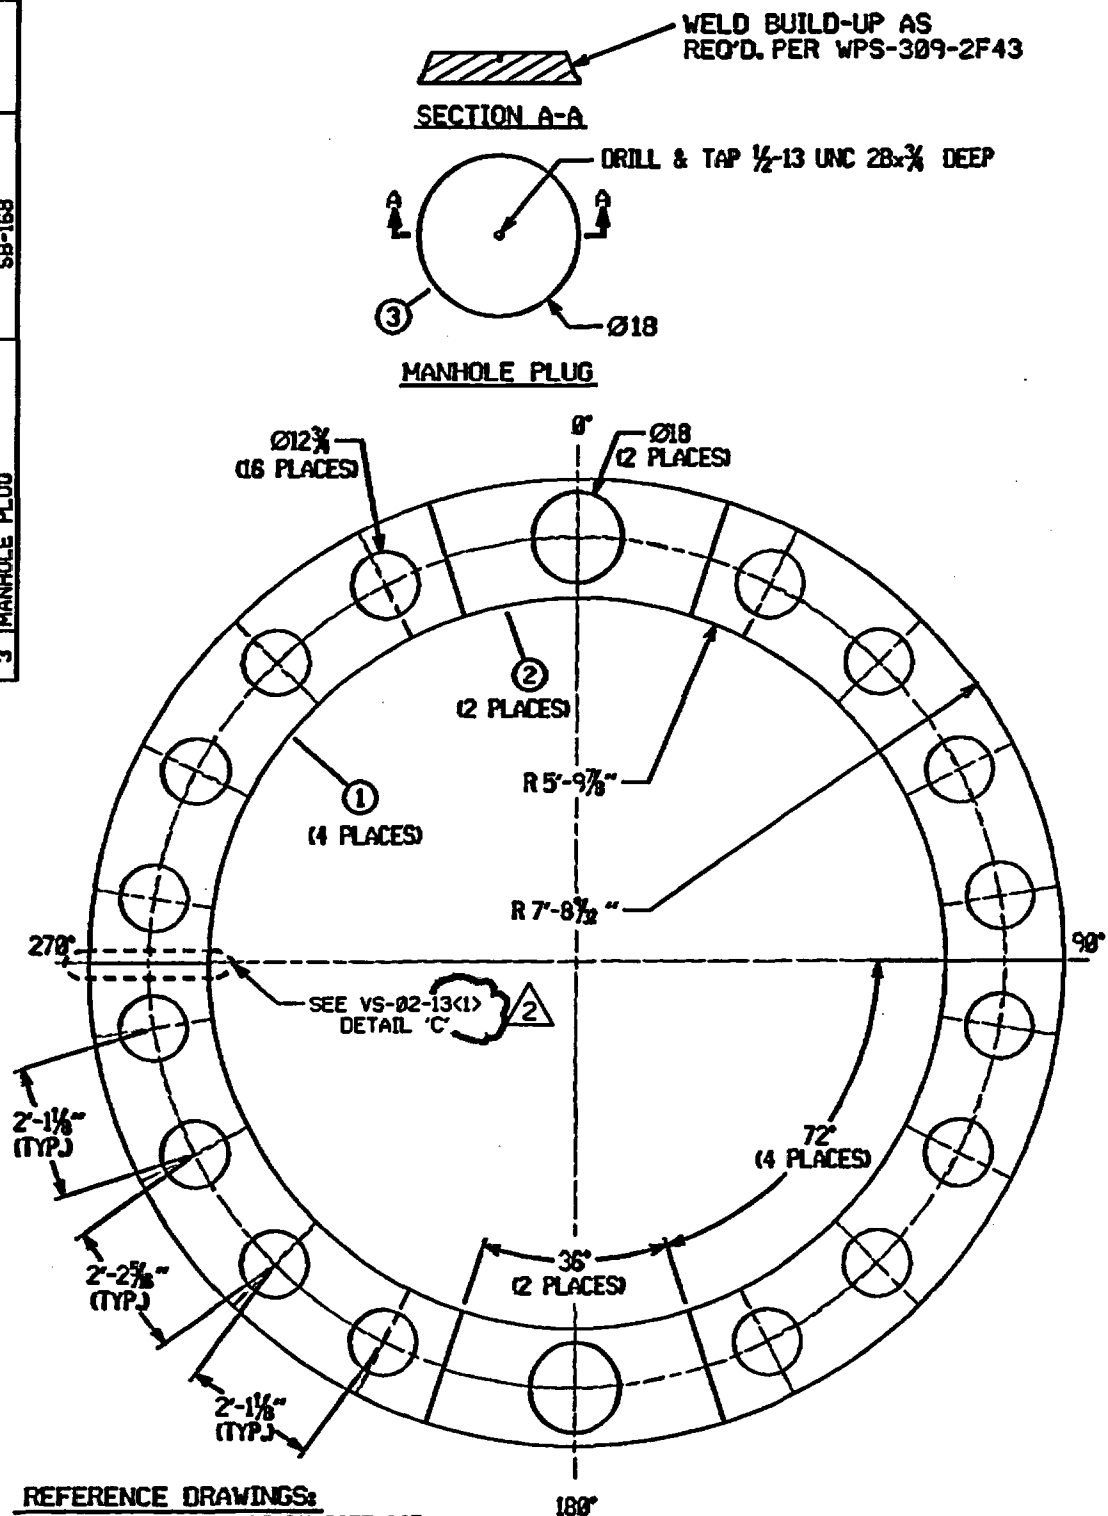 WELD BUILD-UP AS
REQ'D. PER WPS-309-2F43
SECTION A-A
DRILL & TAP ½-13 UNC 2Bx¾ DEEP
A
A
3
Ø18
MANHOLE PLUG
SB-168
3 MANHOLE PLUG
0°
Ø12¾
(16 PLACES)
Ø18
(2 PLACES)
2
(2 PLACES)
R 5'-9⅞"
1
(4 PLACES)
R 7'-8 9/32"
270°
90°
SEE VS-02-13<1>
DETAIL 'C'
2
2'-1⅛"
(TYP.)
72°
(4 PLACES)
36°
(2 PLACES)
2'-2⅝"
(TYP.)
2'-1⅛"
(TYP.)
REFERENCE DRAWINGS:
180°